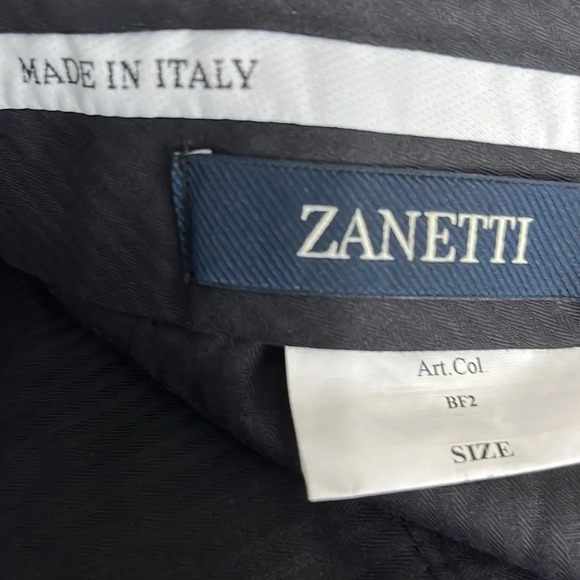 MADE IN ITALY
ZANETTI
Art.Col
BF2
SIZE